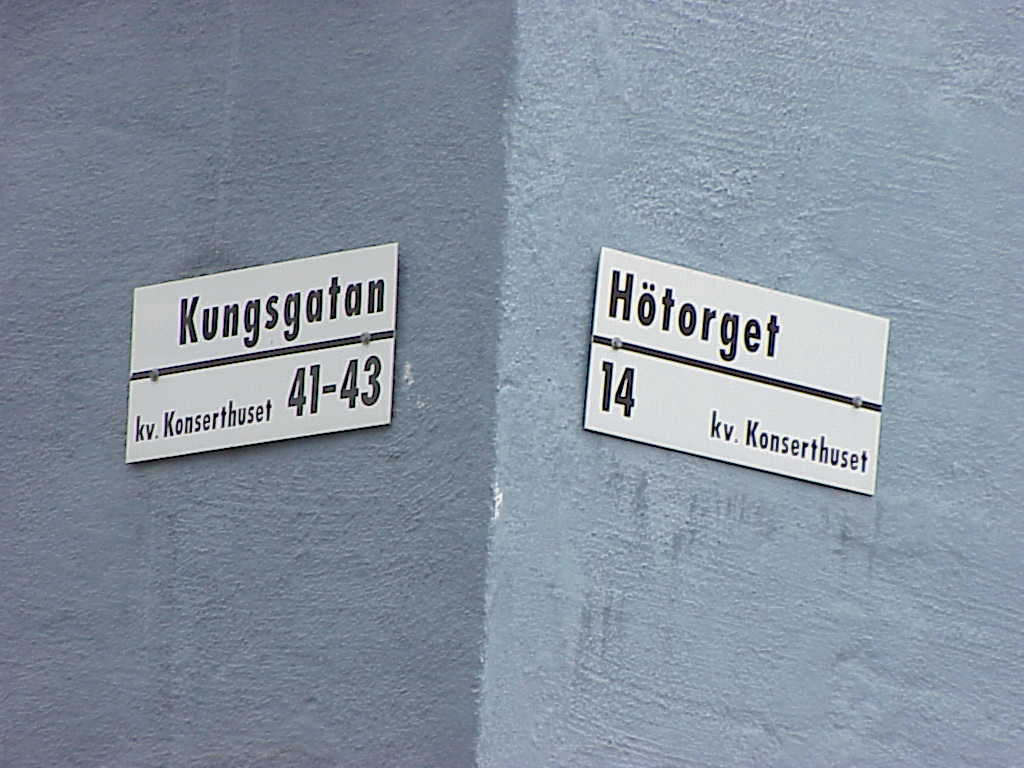 Kungsgatan
kv. Konserthuset 41-43
Hötorget
14
kv. Konserthuset